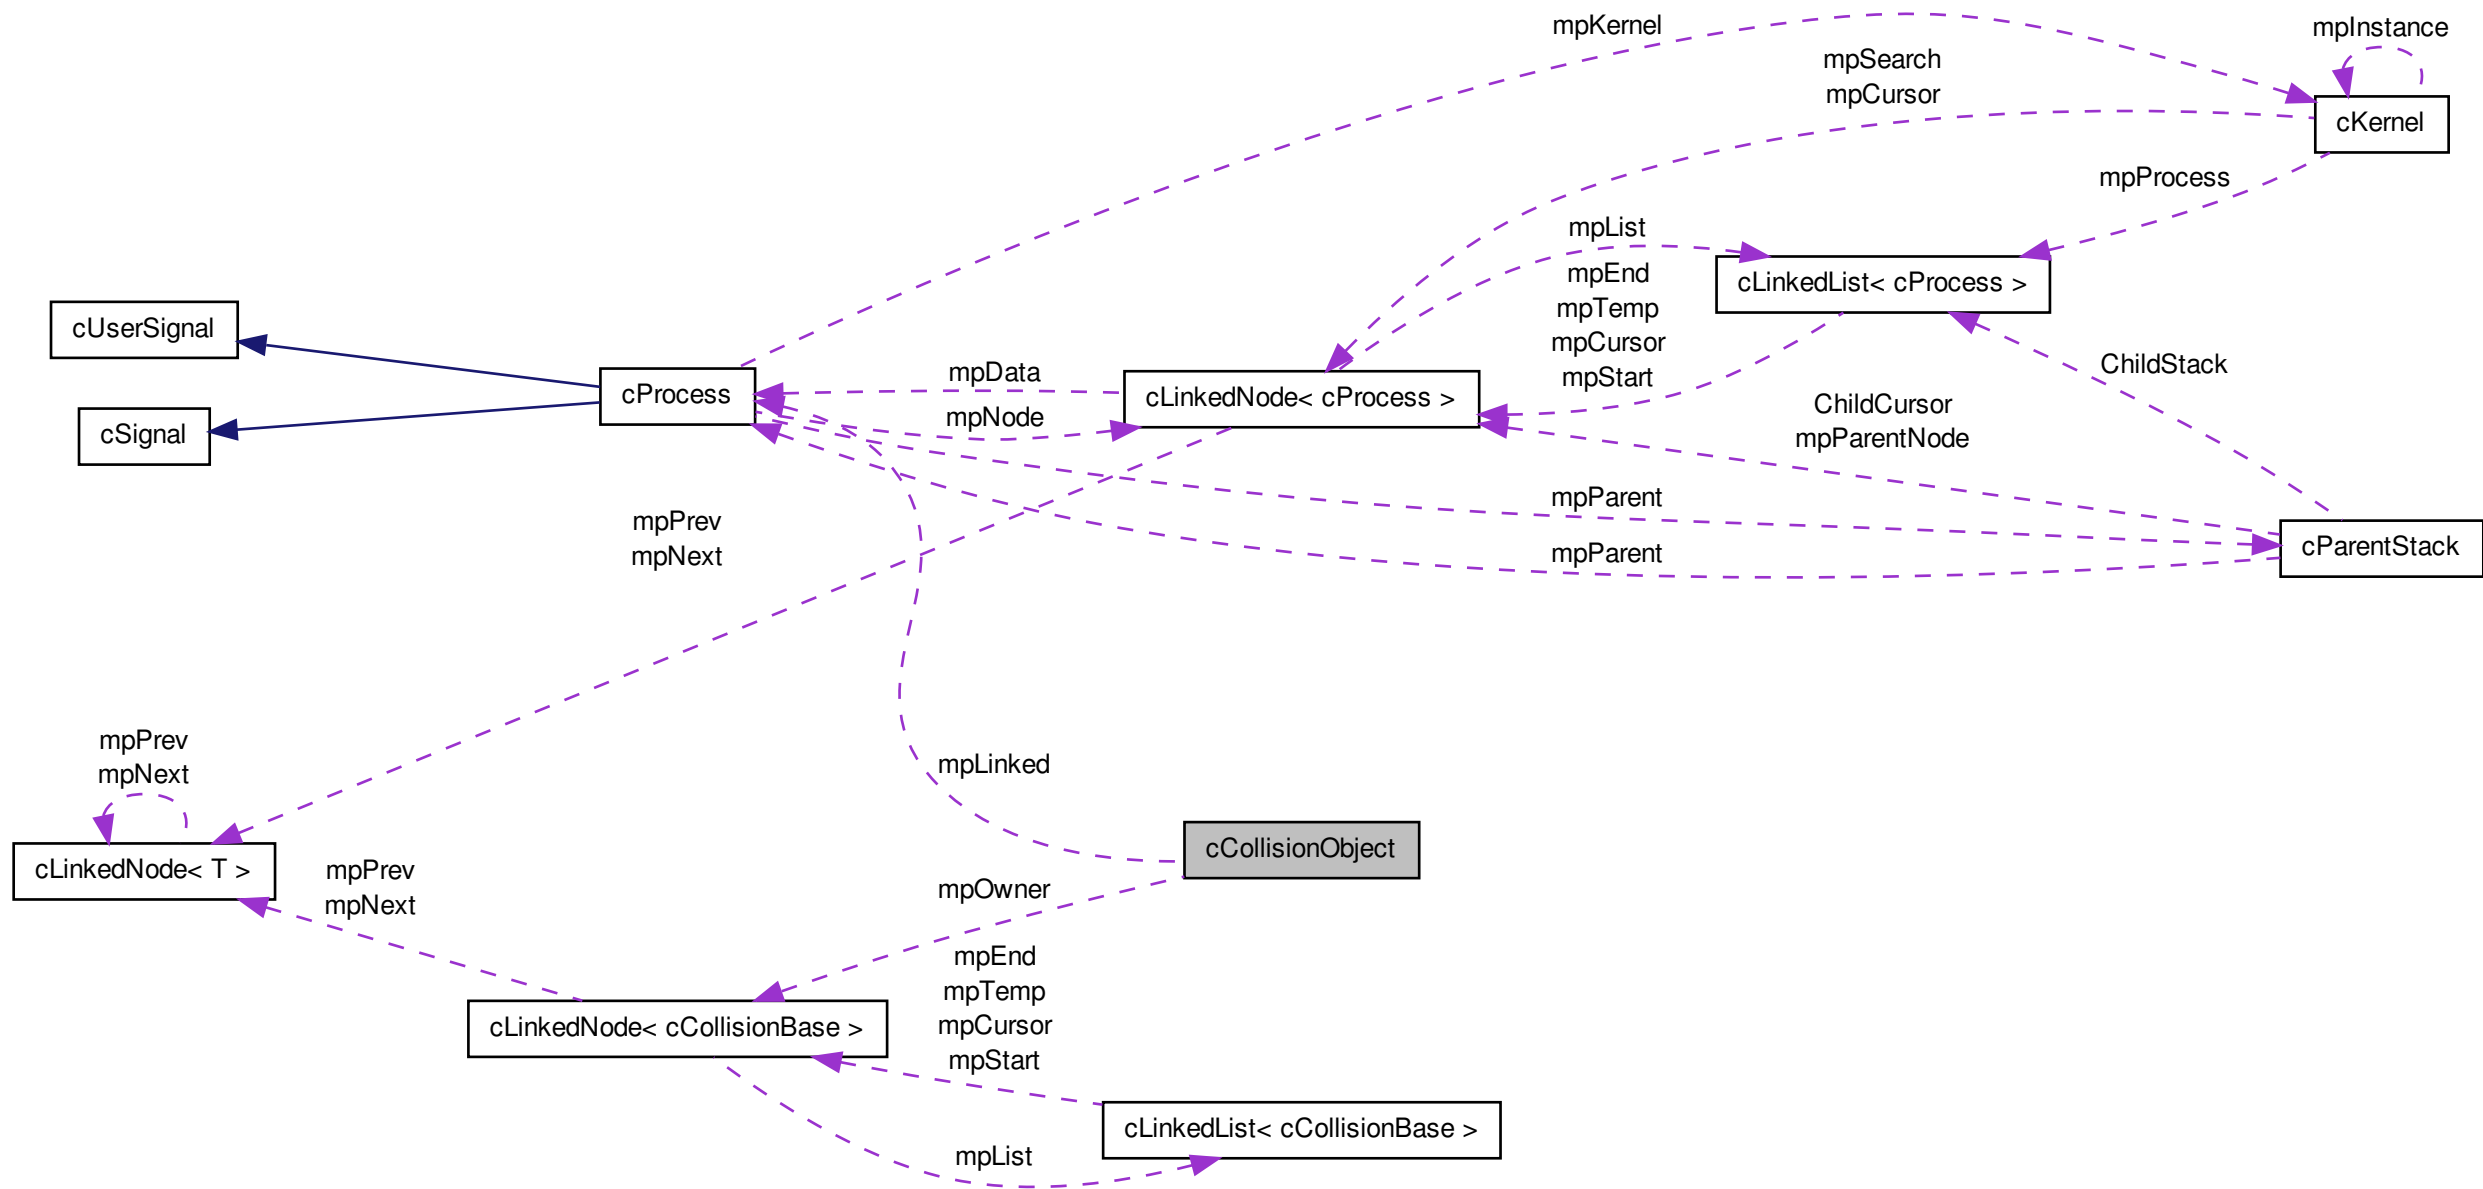 mpKernel
mpInstance
mpSearch
mpCursor
cKernel
mpProcess
mpList
cLinkedList< cProcess >
mpEnd
mpTemp
mpCursor
mpStart
cUserSignal
cSignal
cProcess
mpData
mpNode
cLinkedNode< cProcess >
ChildStack
ChildCursor
mpParentNode
mpParent
mpParent
cParentStack
mpPrev
mpNext
mpLinked
mpPrev
mpNext
cLinkedNode< T >
mpPrev
mpNext
cCollisionObject
mpOwner
mpEnd
mpTemp
mpCursor
mpStart
cLinkedNode< cCollisionBase >
cLinkedList< cCollisionBase >
mpList